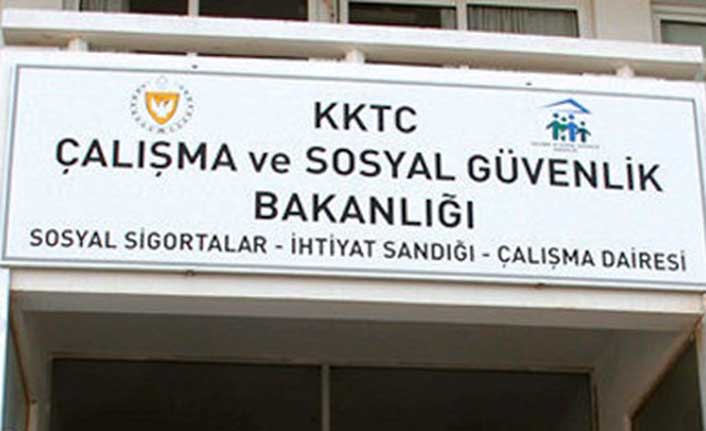 KKTC
ÇALIŞMA ve SOSYAL GÜVENLİK
BAKANLIĞI
SOSYAL SİGORTALAR - İHTİYAT SANDIĞI - ÇALIŞMA DAİRESİ